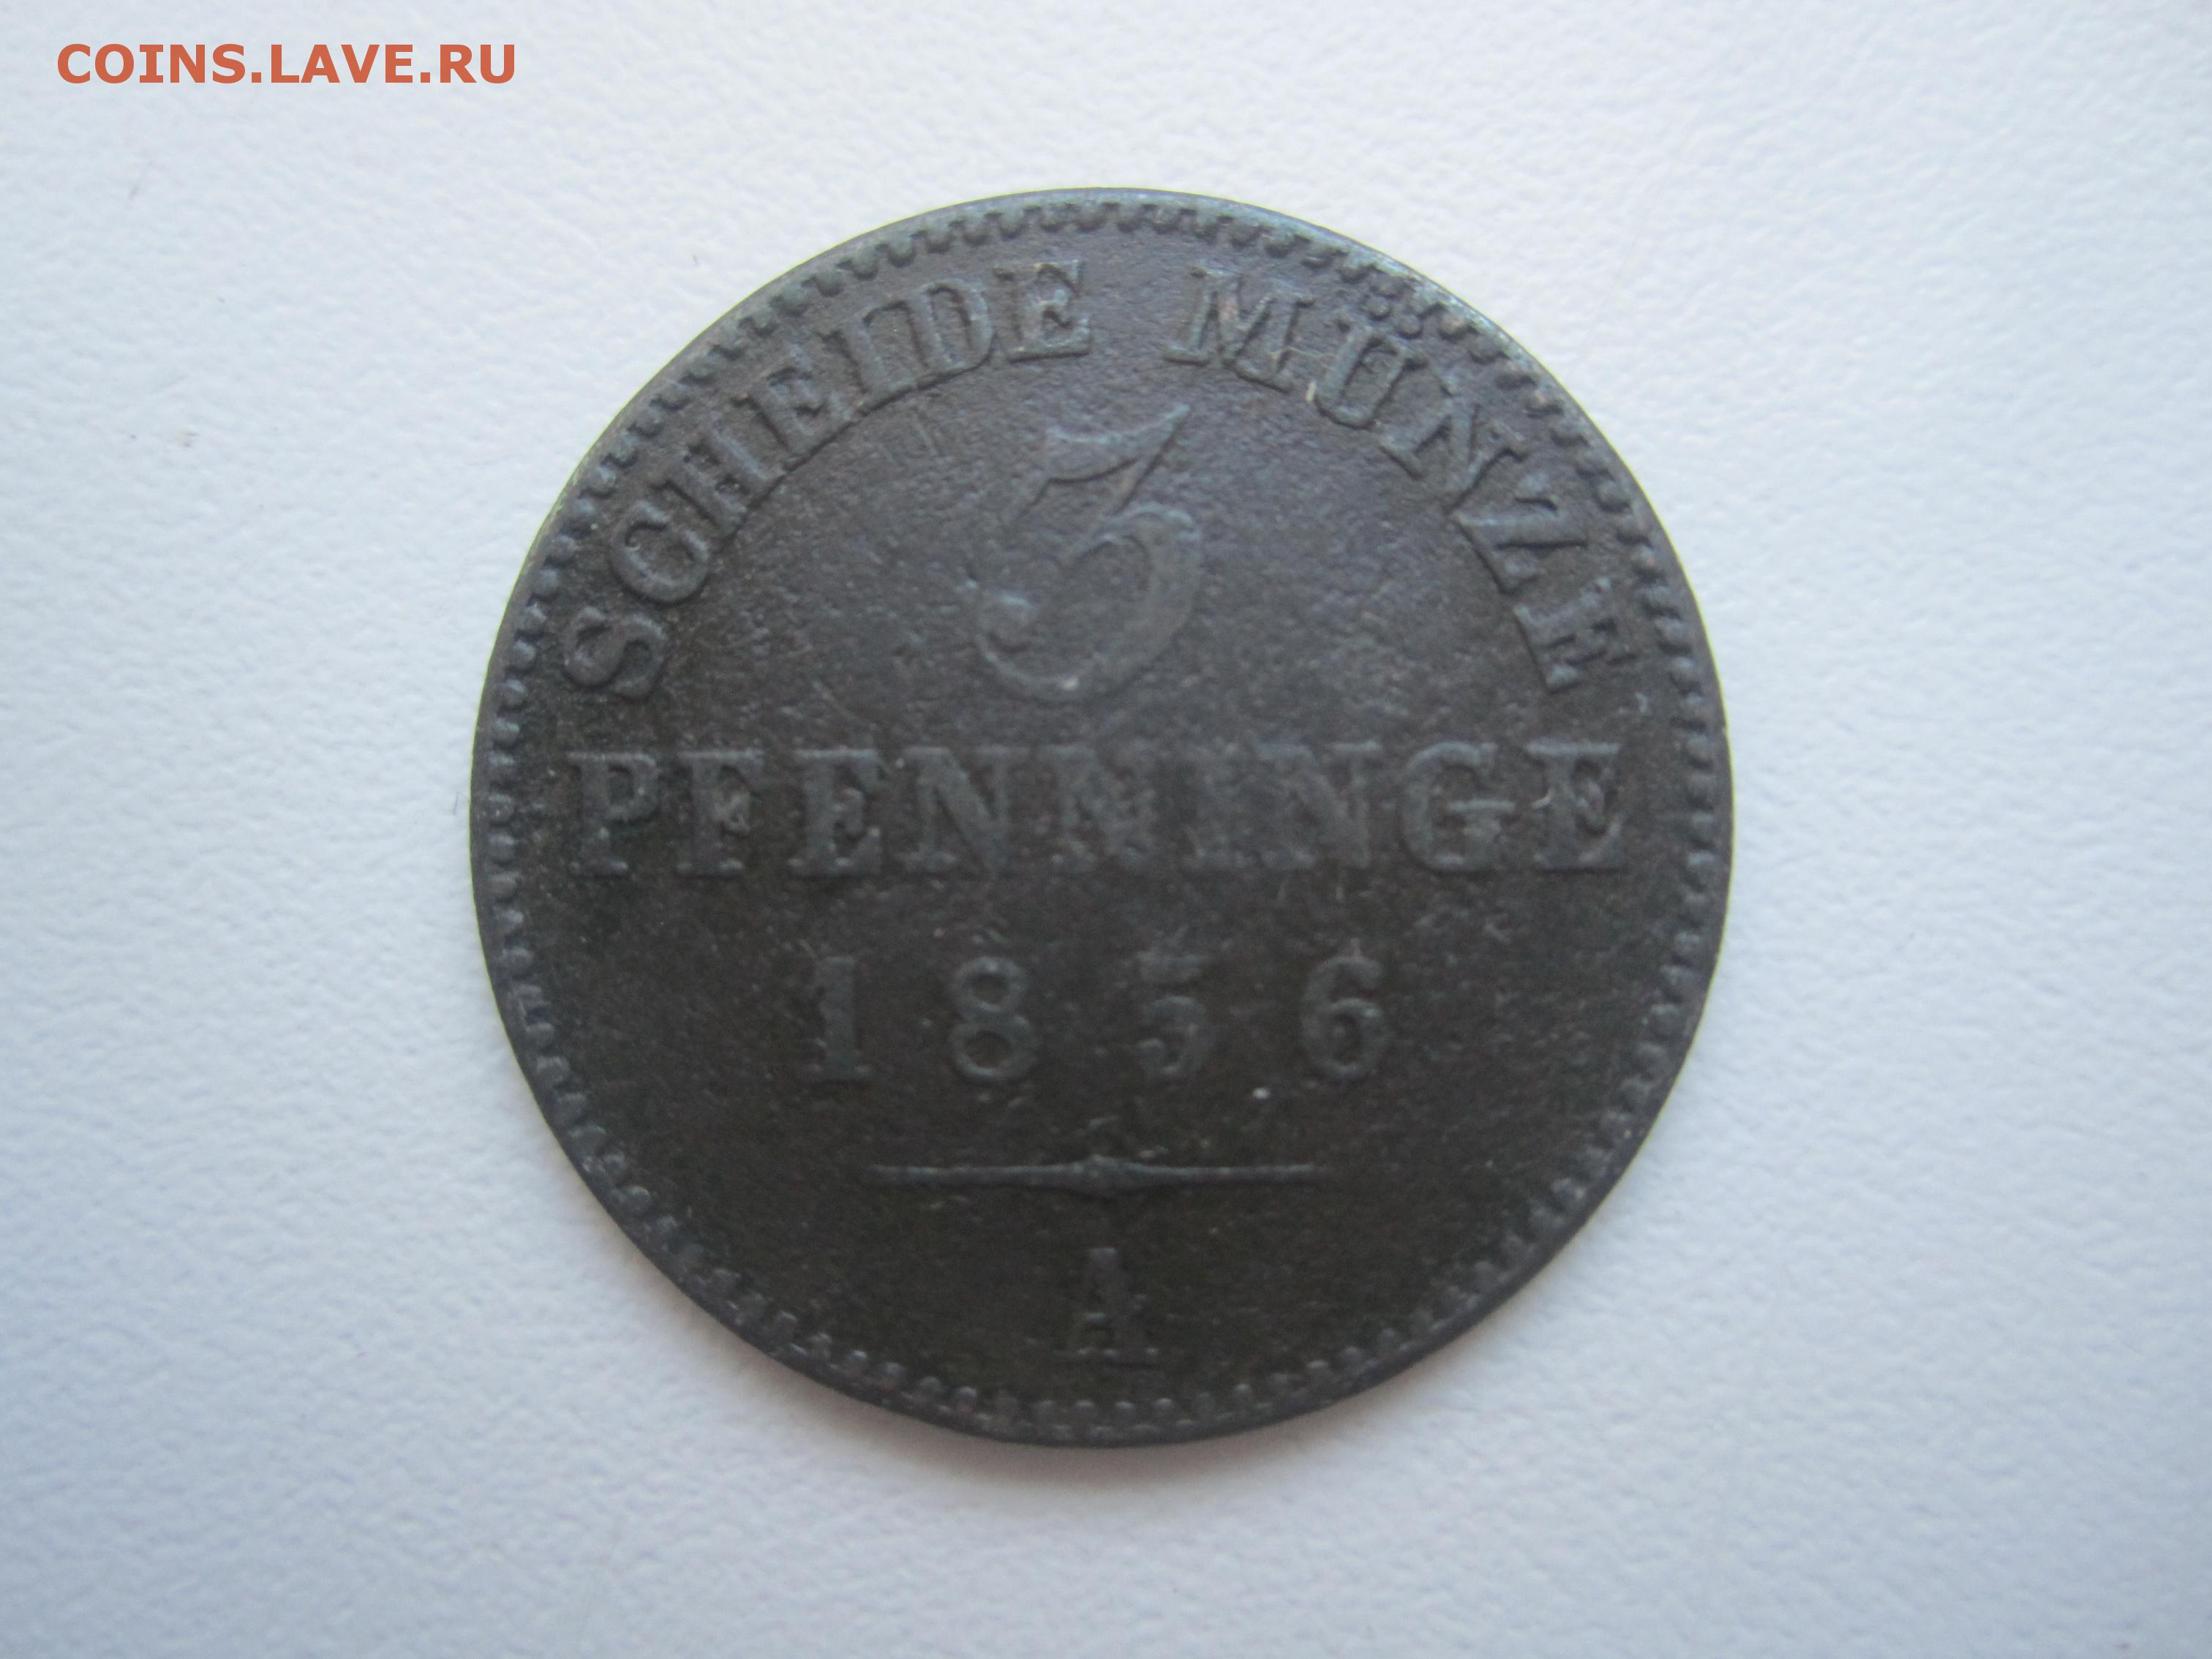 COINS.LAVE.RU
SCHEIDE MÜNZE
3
PFENNINGE
1856
A